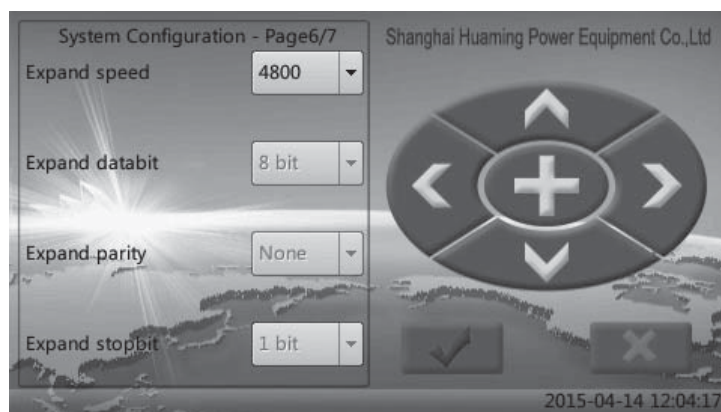 System Configuration - Page6/7
Shanghai Huaming Power Equipment Co.,Ltd
Expand speed
4800
Expand databit
8 bit
Expand parity
None
Expand stopbit
1 bit
2015-04-14 12:04:17